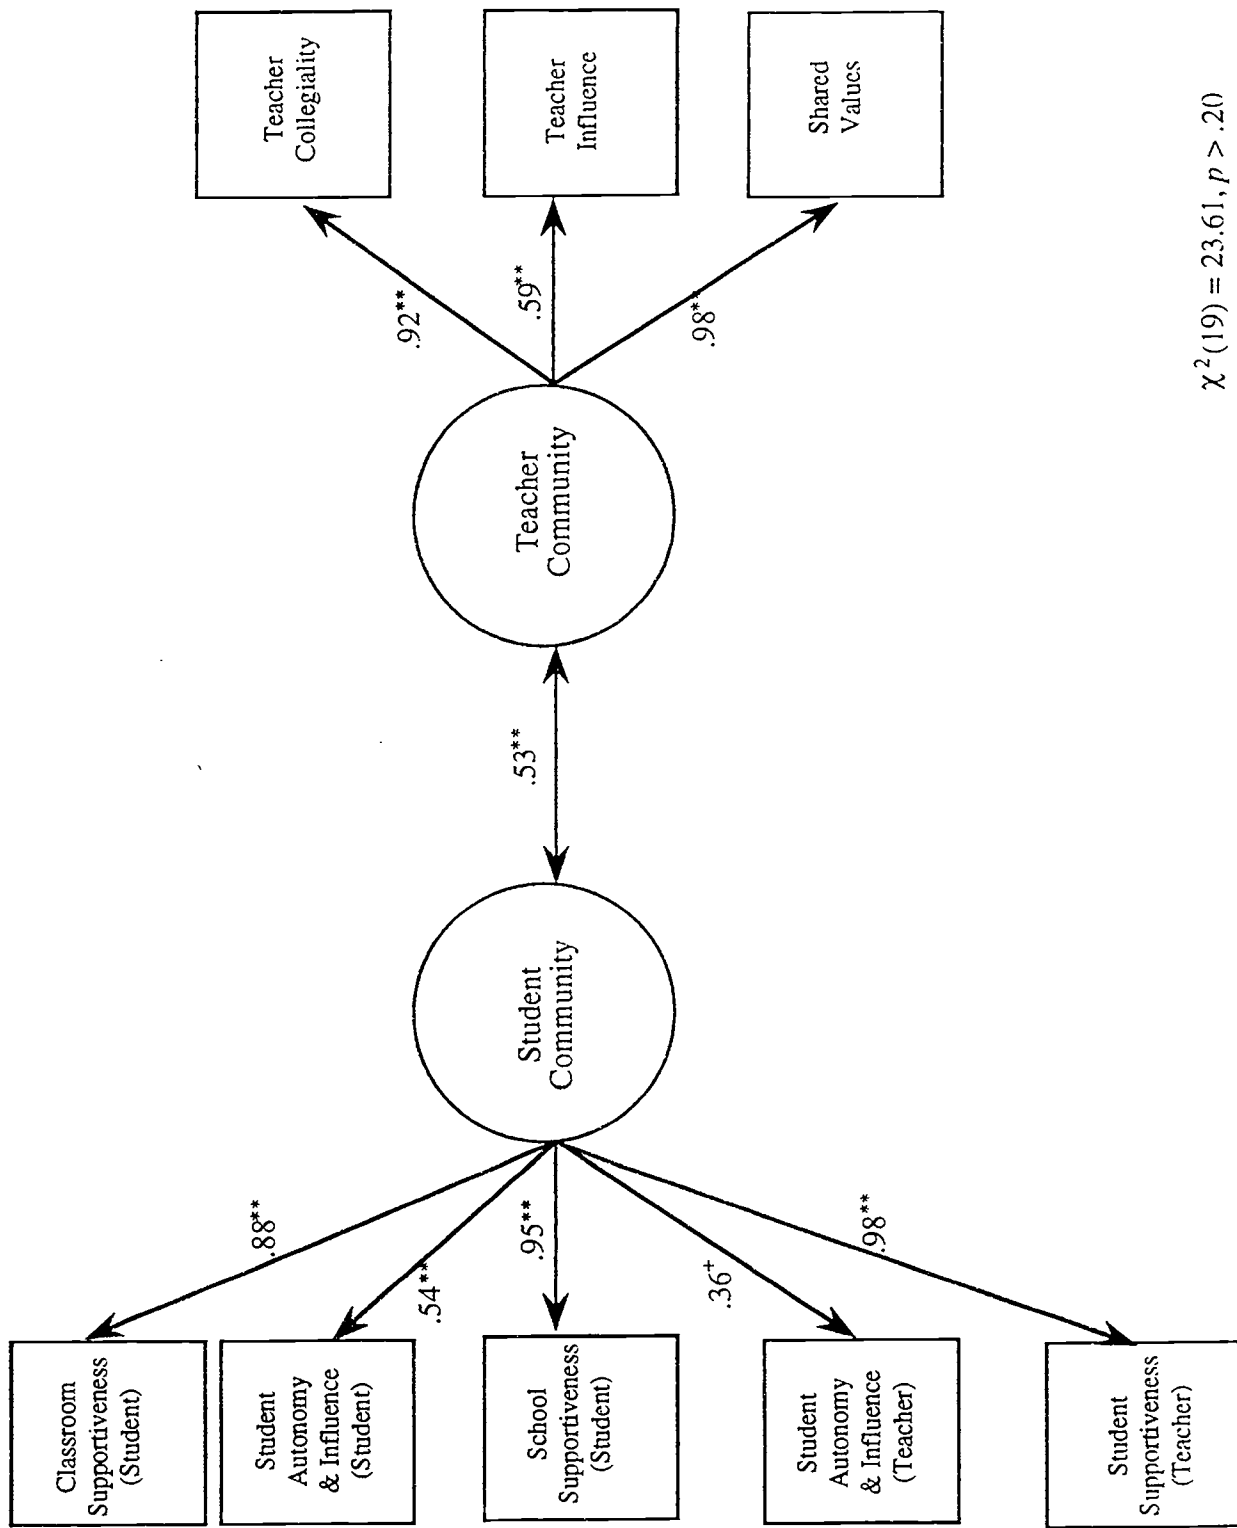 Classroom
Supportiveness
(Student)
Student
Autonomy
& Influence
(Student)
School
Supportiveness
(Student)
Student
Autonomy
& Influence
(Teacher)
Student
Supportiveness
(Teacher)
.88**
.54**
.95**
.36+
.98**
Student
Community
.53**
Teacher
Community
.92**
.59**
.98**
Teacher
Collegiality
Teacher
Influence
Shared
Values
χ²(19) = 23.61, p > .20